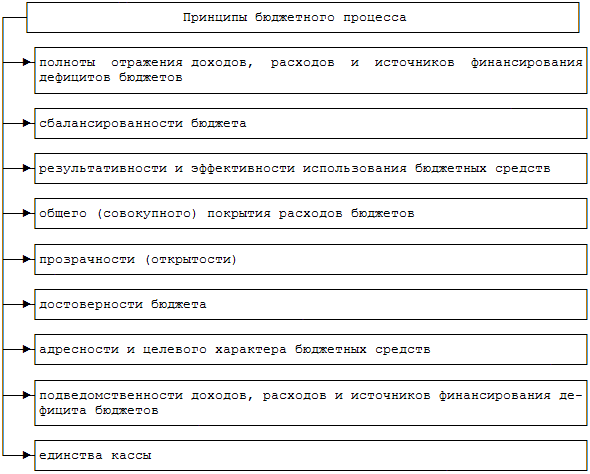 Принципы бюджетного процесса
полноты отражения доходов, расходов и источников финансирования
дефицитов бюджетов
сбалансированности бюджета
результативности и эффективности использования бюджетных средств
общего (совокупного) покрытия расходов бюджетов
прозрачности (открытости)
достоверности бюджета
адресности и целевого характера бюджетных средств
подведомственности доходов, расходов и источников финансирования де-
фицита бюджетов
единства кассы